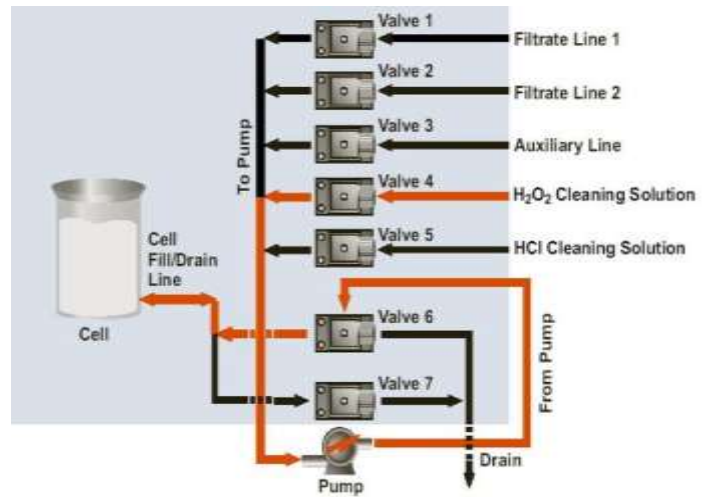 Valve 1
Filtrate Line 1
Valve 2
Filtrate Line 2
Valve 3
Auxiliary Line
To Pump
Valve 4
H₂O₂ Cleaning Solution
Valve 5
HCl Cleaning Solution
Cell
Fill/Drain
Line
Cell
Valve 6
From Pump
Valve 7
Drain
Pump